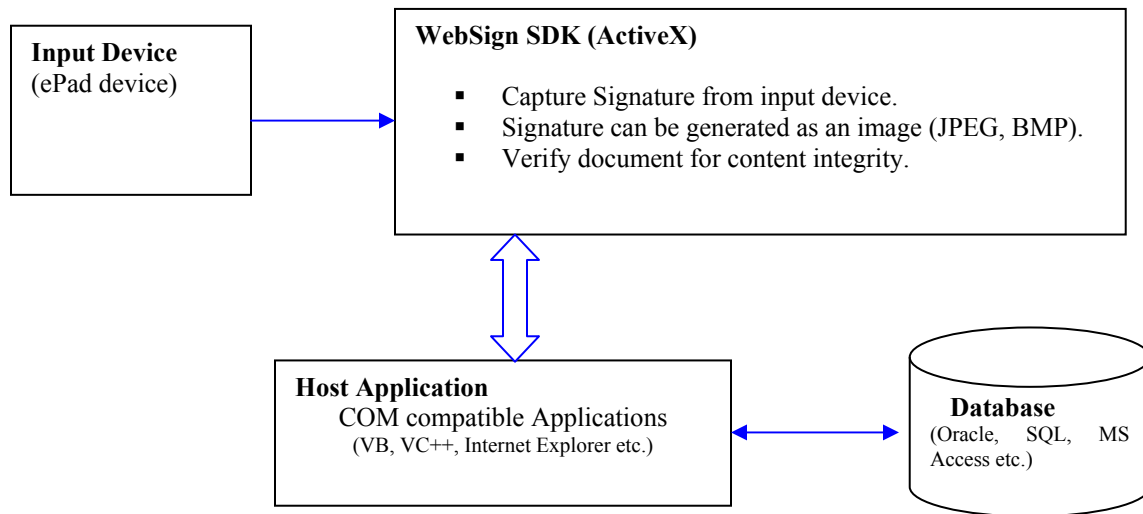 Input Device
(ePad device)
WebSign SDK (ActiveX)
▪ Capture Signature from input device.
▪ Signature can be generated as an image (JPEG, BMP).
▪ Verify document for content integrity.
Host Application
COM compatible Applications
(VB, VC++, Internet Explorer etc.)
Database
(Oracle, SQL, MS
Access etc.)